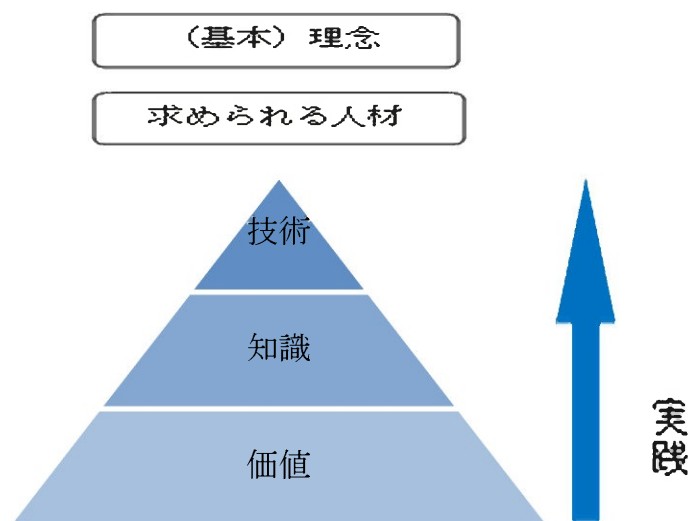 (基本)理念
求められる人材
技術
知識
価値
実践